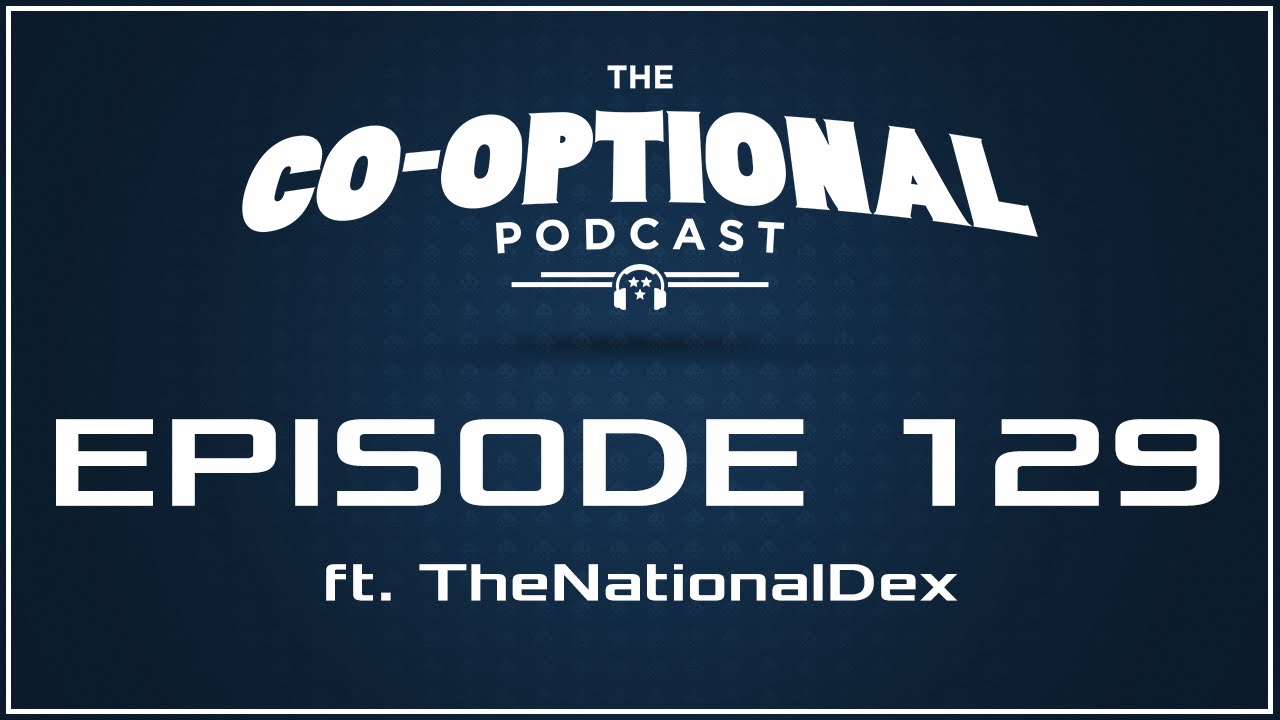 THE
CO-OPTIONAL
PODCAST
EPISODE 129
ft. TheNationalDex